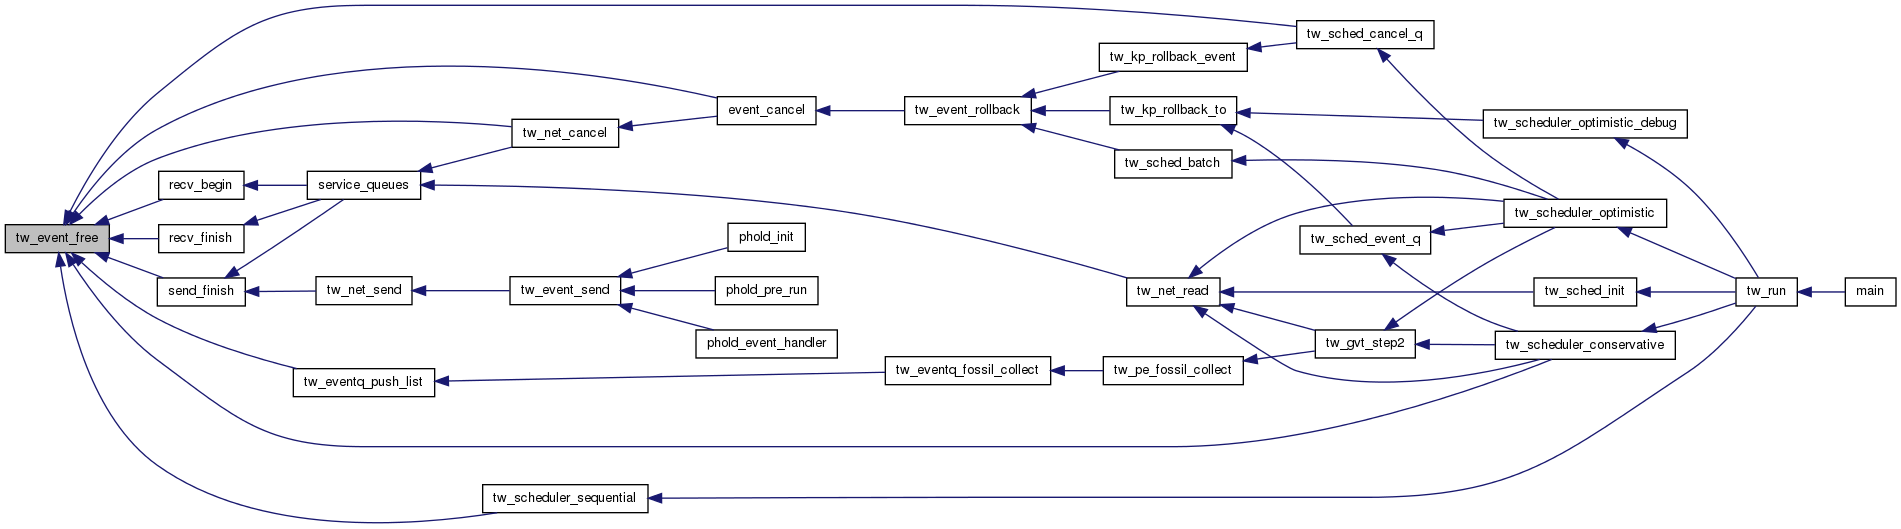 tw_sched_cancel_q
tw_kp_rollback_event
event_cancel
tw_event_rollback
tw_kp_rollback_to
tw_scheduler_optimistic_debug
tw_net_cancel
tw_sched_batch
recv_begin
service_queues
tw_scheduler_optimistic
tw_event_free
recv_finish
phold_init
tw_sched_event_q
send_finish
tw_net_send
tw_event_send
phold_pre_run
tw_net_read
tw_sched_init
tw_run
main
phold_event_handler
tw_gvt_step2
tw_scheduler_conservative
tw_eventq_push_list
tw_eventq_fossil_collect
tw_pe_fossil_collect
tw_scheduler_sequential